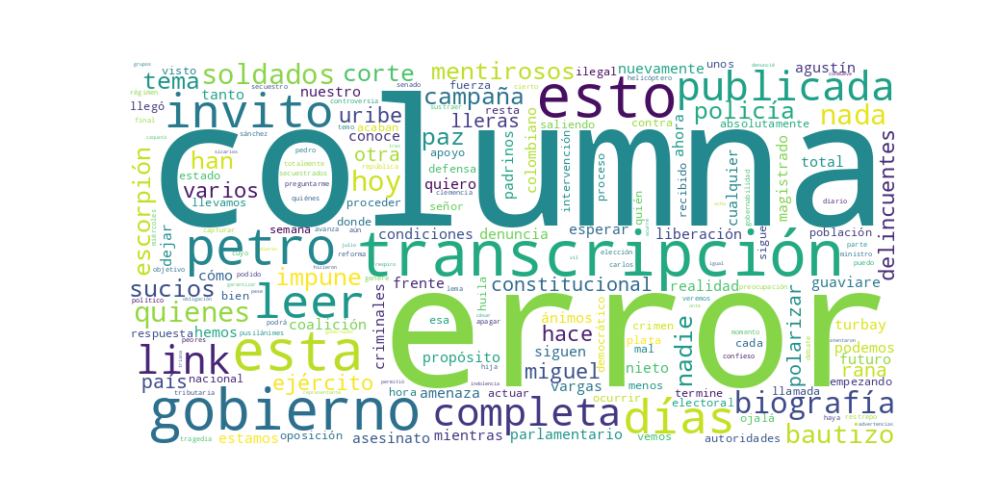 columna
error
transcripción
esto
gobierno
petro
invito
leer
esta
publicada
completa
días
link
biografía
quienes
soldados
corte
mentirosos
campaña
uribe
lleras
paz
tema
han
varios
hoy
otra
escorpión
sucios
impune
país
ejército
policía
nada
delincuentes
nadie
polarizar
rana
bautizo
miguel
constitucional
hace
visto
tanto
nuestro
llegó
conoce
fuerza
resta
ilegal
nuevamente
unos
agustín
absolutamente
saliendo
contra
padrinos
colombiano
intervención
proceso
recibido
ahora
cualquier
magistrado
total
diario
quiero
señor
apoyo
defensa
acaban
controversia
secuestro
helicóptero
senado
cierto
sustraer
grupos
régimen
final
sánchez
pedro
totalmente
secuestrados
preguntarme
quiénes
república
clemencia
estado
llevamos
proceder
dejar
donde
semana
avanza
aún
condiciones
denuncia
esperar
liberación
quién
sigue
población
parte
ministro
puedo
gobernabilidad
objetivo
cómo
podido
bien
hemos
respuesta
político
nacional
tributaria
coalición
frente
criminales
esa
huila
apagar
propósito
hija
ánimos
siguen
democrático
realidad
crimen
plata
mal
nieto
menos
vargas
ocurrir
elección
carlos
preocupación
veremos
igual
guaviare
turbay
podemos
futuro
empezando
momento
cada
confieso
termine
llamada
electoral
ojalá
haya
restrepo
advertencias
autoridades
vemos
parlamentario
mientras
asesinato
amenaza
actuar
hora
oposición
estamos
tragedia
pusilánimes
podrá
peores
lema
reforma
julio
capturar
indolencia
permitió